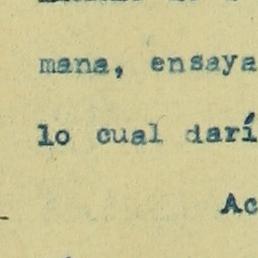 mana, ensaya
lo cual darí
Ac